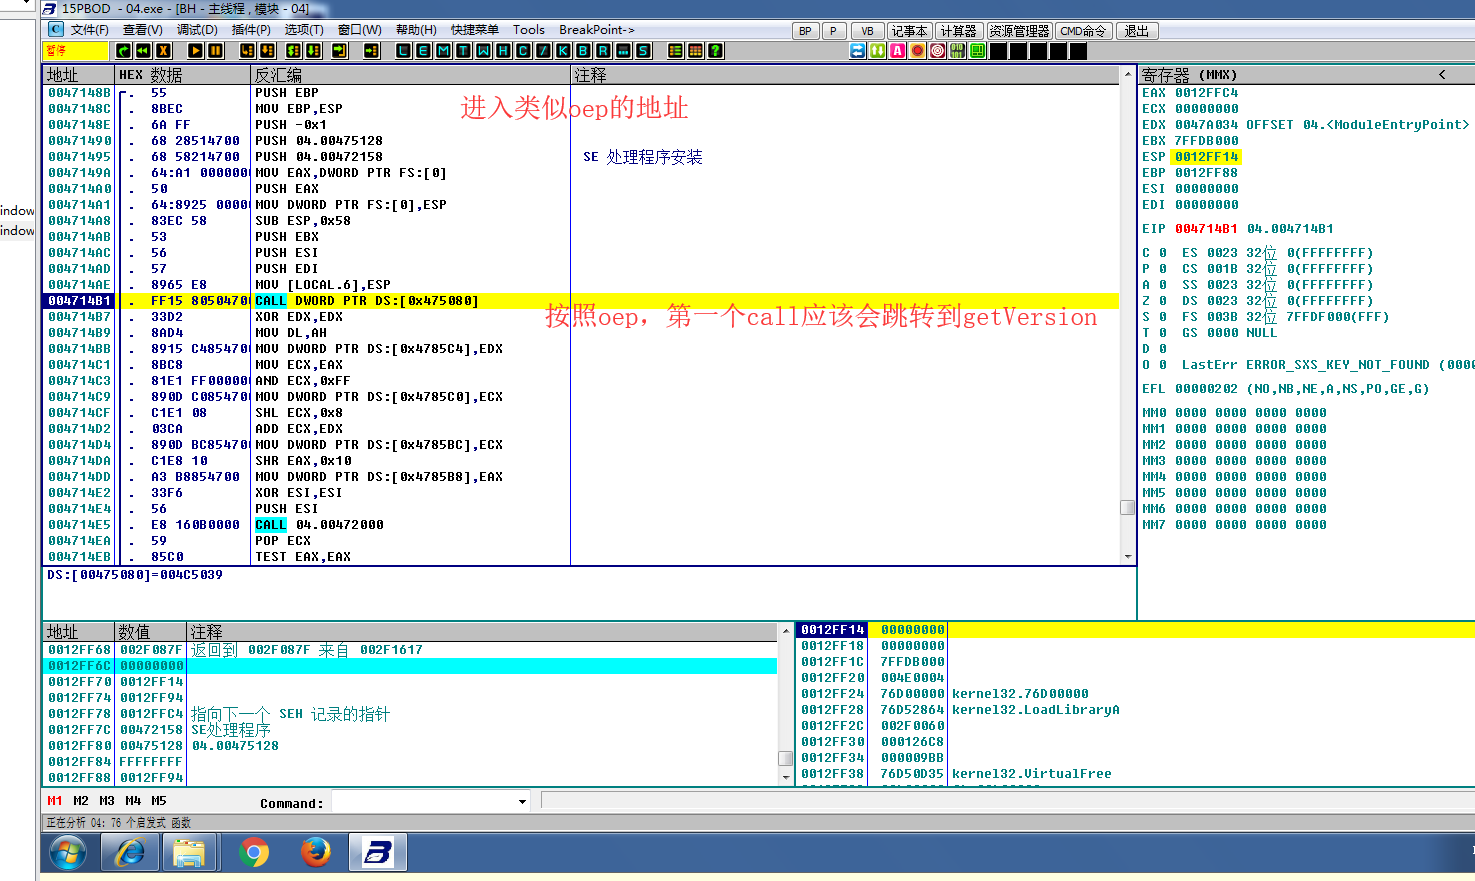 15PBOD - 04.exe - [BH - 主线程, 模块 - 04]
C 文件(F) 查看(V) 调试(D) 插件(P) 选项(T) 窗口(W) 帮助(H) 快捷菜单 Tools BreakPoint-> BP P VB 记事本 计算器 资源管理器 CMD命令 退出
暂停 L E M T W H C / K B R ... S ?
地址 HEX 数据 反汇编 注释
0047148B . 55 PUSH EBP
0047148C . 8BEC MOV EBP,ESP
进入类似oep的地址
0047148E . 6A FF PUSH -0x1
00471490 . 68 28514700 PUSH 04.00475128
00471495 . 68 58214700 PUSH 04.00472158 SE 处理程序安装
0047149A . 64:A1 0000000 MOV EAX,DWORD PTR FS:[0]
004714A0 . 50 PUSH EAX
004714A1 . 64:8925 00000 MOV DWORD PTR FS:[0],ESP
004714A8 . 83EC 58 SUB ESP,0x58
004714AB . 53 PUSH EBX
004714AC . 56 PUSH ESI
004714AD . 57 PUSH EDI
004714AE . 8965 E8 MOV [LOCAL.6],ESP
004714B1 . FF15 80504700 CALL DWORD PTR DS:[0x475080]
004714B7 . 33D2 XOR EDX,EDX
按照oep，第一个call应该会跳转到getVersion
004714B9 . 8AD4 MOV DL,AH
004714BB . 8915 C4854700 MOV DWORD PTR DS:[0x4785C4],EDX
004714C1 . 8BC8 MOV ECX,EAX
004714C3 . 81E1 FF000000 AND ECX,0xFF
004714C9 . 890D C0854700 MOV DWORD PTR DS:[0x4785C0],ECX
004714CF . C1E1 08 SHL ECX,0x8
004714D2 . 03CA ADD ECX,EDX
004714D4 . 890D BC854700 MOV DWORD PTR DS:[0x4785BC],ECX
004714DA . C1E8 10 SHR EAX,0x10
004714DD . A3 B8854700 MOV DWORD PTR DS:[0x4785B8],EAX
004714E2 . 33F6 XOR ESI,ESI
004714E4 . 56 PUSH ESI
004714E5 . E8 160B0000 CALL 04.00472000
004714EA . 59 POP ECX
004714EB . 85C0 TEST EAX,EAX
DS:[00475080]=004C5039
寄存器 (MMX) <
EAX 0012FFC4
ECX 00000000
EDX 0047A034 OFFSET 04.<ModuleEntryPoint>
EBX 7FFDB000
ESP 0012FF14
EBP 0012FF88
ESI 00000000
EDI 00000000
EIP 004714B1 04.004714B1
C 0 ES 0023 32位 0(FFFFFFFF)
P 0 CS 001B 32位 0(FFFFFFFF)
A 0 SS 0023 32位 0(FFFFFFFF)
Z 0 DS 0023 32位 0(FFFFFFFF)
S 0 FS 003B 32位 7FFDF000(FFF)
T 0 GS 0000 NULL
D 0
O 0 LastErr ERROR_SXS_KEY_NOT_FOUND (0000
EFL 00000202 (NO,NB,NE,A,NS,PO,GE,G)
MM0 0000 0000 0000 0000
MM1 0000 0000 0000 0000
MM2 0000 0000 0000 0000
MM3 0000 0000 0000 0000
MM4 0000 0000 0000 0000
MM5 0000 0000 0000 0000
MM6 0000 0000 0000 0000
MM7 0000 0000 0000 0000
indow
indow
地址 数值 注释
0012FF68 002F087F 返回到 002F087F 来自 002F1617
0012FF6C 00000000
0012FF70 0012FF14
0012FF74 0012FF94
0012FF78 0012FFC4 指向下一个 SEH 记录的指针
0012FF7C 00472158 SE处理程序
0012FF80 00475128 04.00475128
0012FF84 FFFFFFFF
0012FF88 0012FF94
0012FF14 00000000
0012FF18 00000000
0012FF1C 7FFDB000
0012FF20 004E0004
0012FF24 76D00000 kernel32.76D00000
0012FF28 76D52864 kernel32.LoadLibraryA
0012FF2C 002F0060
0012FF30 000126C8
0012FF34 000009BB
0012FF38 76D50D35 kernel32.VirtualFree
M1 M2 M3 M4 M5 Command:
正在分析 04: 76 个启发式 函数